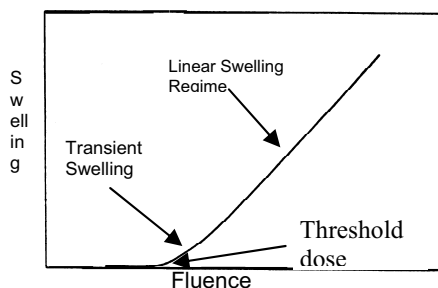 S
w
ell
in
g
Linear Swelling
Regime
Transient
Swelling
Threshold
dose
Fluence